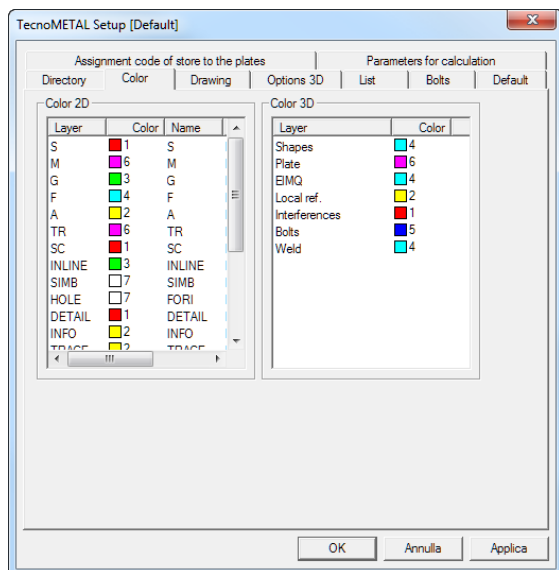 TecnoMETAL Setup [Default]
Assignment code of store to the plates Parameters for calculation
Directory Color Drawing Options 3D List Bolts Default
Color 2D
Layer Color Name
S 1 S
M 6 M
G 3 G
F 4 F
A 2 A
TR 6 TR
SC 1 SC
INLINE 3 INLINE
SIMB 7 SIMB
HOLE 7 FORI
DETAIL 1 DETAIL
INFO 2 INFO
TRACE 2 TRACE
Color 3D
Layer Color
Shapes 4
Plate 6
EIMQ 4
Local ref. 2
Interferences 1
Bolts 5
Weld 4
OK Annulla Applica